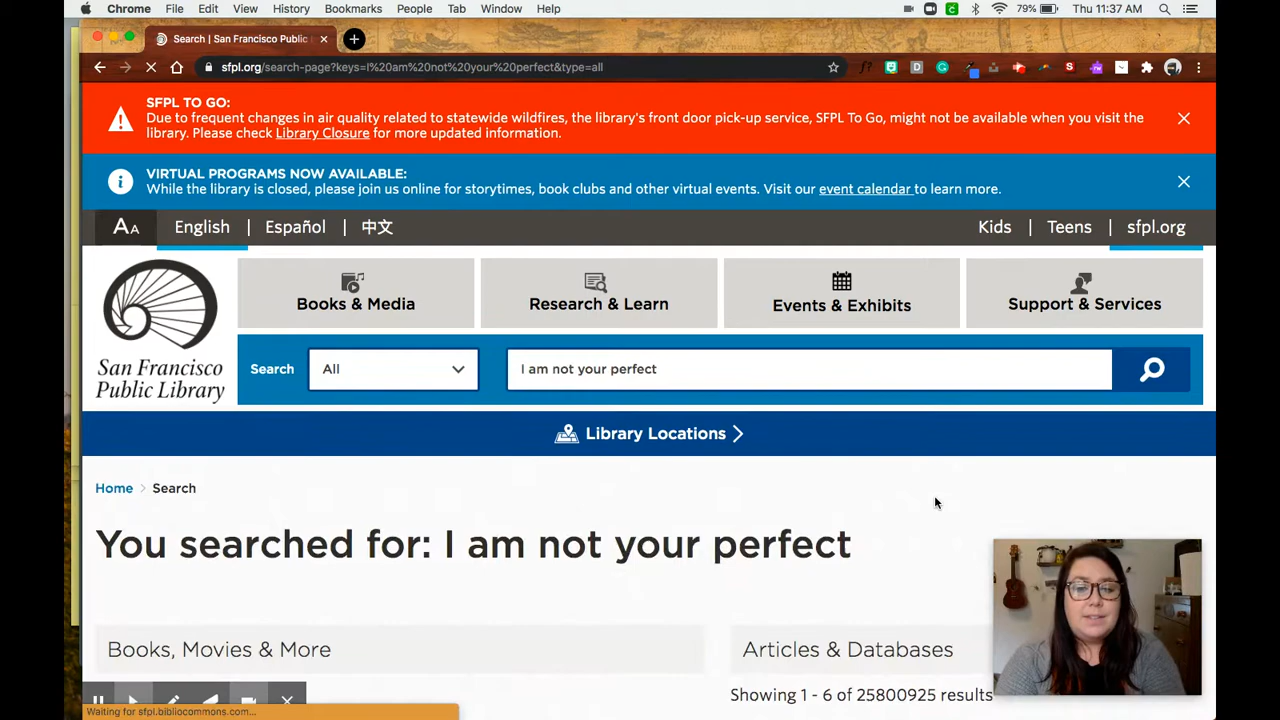 Chrome File Edit View History Bookmarks People Tab Window Help 79% Thu 11:37 AM
Search | San Francisco Public
sfpl.org/search-page?keys=I%20am%20not%20your%20perfect&type=all
SFPL TO GO:
Due to frequent changes in air quality related to statewide wildfires, the library's front door pick-up service, SFPL To Go, might not be available when you visit the
library. Please check Library Closure for more updated information.
VIRTUAL PROGRAMS NOW AVAILABLE:
While the library is closed, please join us online for storytimes, book clubs and other virtual events. Visit our event calendar to learn more.
AA English | Español | 中文 Kids | Teens | sfpl.org
Books & Media Research & Learn Events & Exhibits Support & Services
Search All I am not your perfect
San Francisco
Public Library
Library Locations
Home > Search
You searched for: I am not your perfect
Books, Movies & More Articles & Databases
Showing 1 - 6 of 25800925 results
Waiting for sfpl.bibliocommons.com...